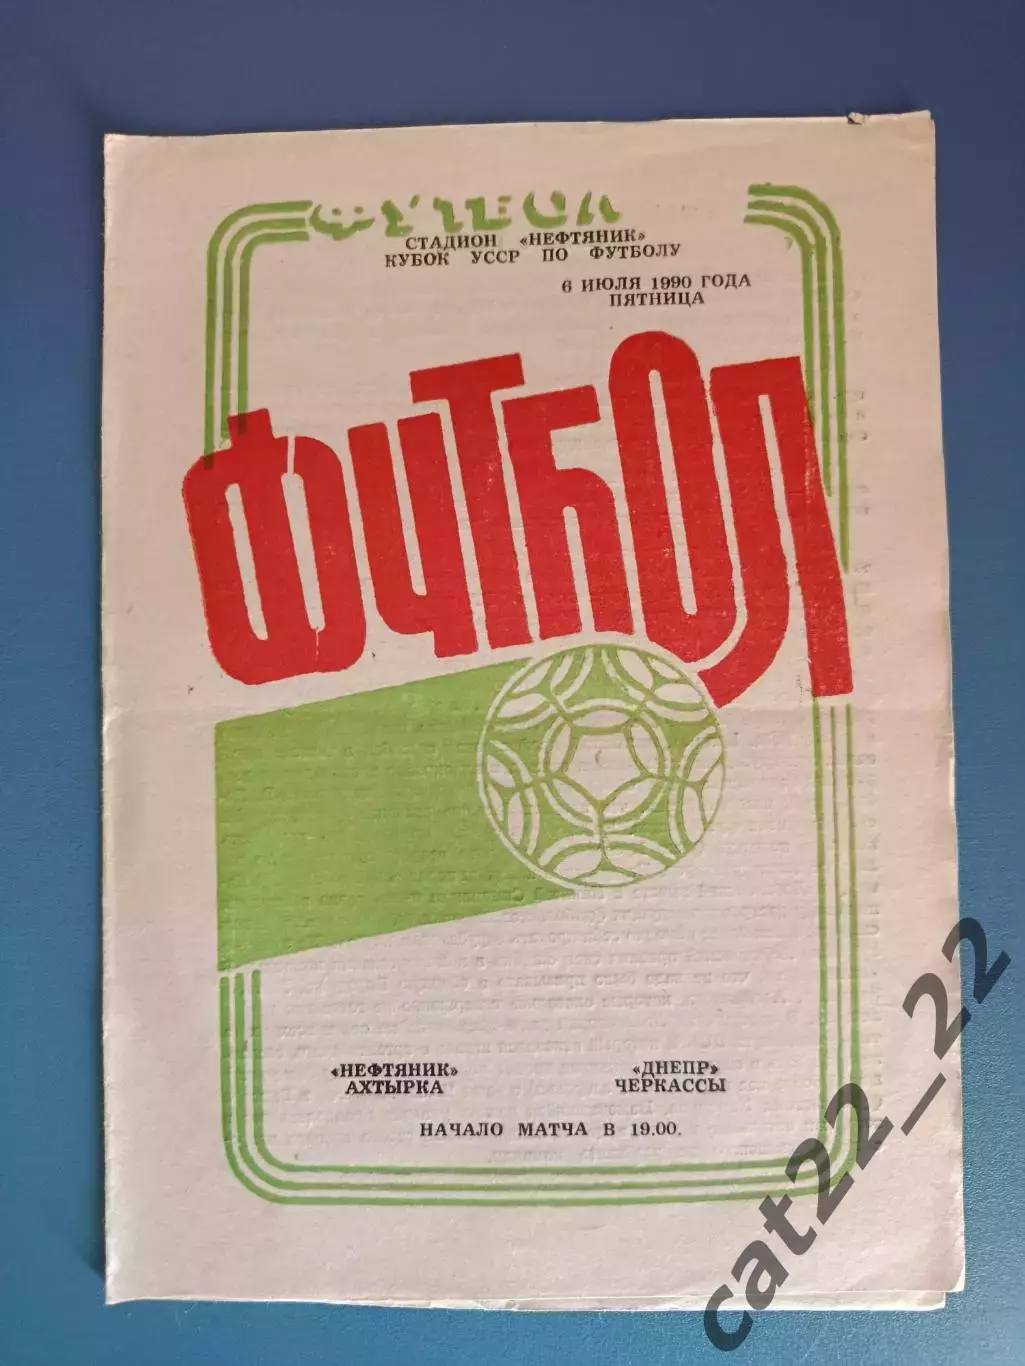 ФУТБОЛ
СТАДИОН «НЕФТЯНИК»
КУБОК УССР ПО ФУТБОЛУ
6 ИЮЛЯ 1990 ГОДА
ПЯТНИЦА
ФУТБОЛ
«НЕФТЯНИК»
АХТЫРКА
«ДНЕПР»
ЧЕРКАССЫ
НАЧАЛО МАТЧА В 19.00.
cat22_22